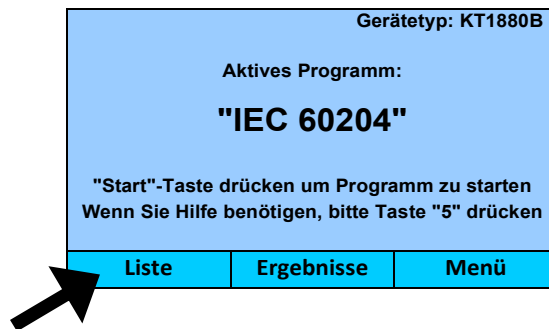 Gerätetyp: KT1880B
Aktives Programm:
"IEC 60204"
"Start"-Taste drücken um Programm zu starten
Wenn Sie Hilfe benötigen, bitte Taste "5" drücken
Liste Ergebnisse Menü